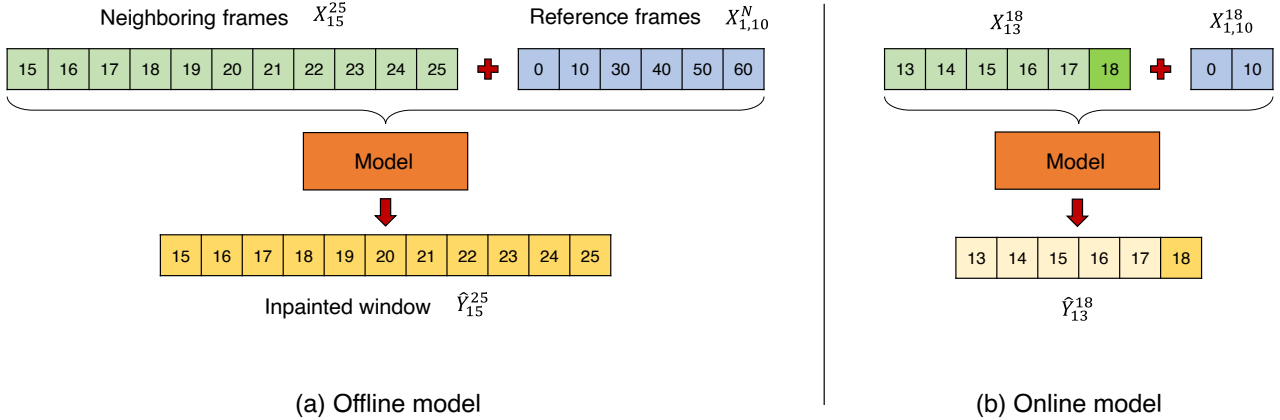 Neighboring frames X_{15}^{25} Reference frames X_{1,10}^{N}
15 16 17 18 19 20 21 22 23 24 25 + 0 10 30 40 50 60
Model
15 16 17 18 19 20 21 22 23 24 25
Inpainted window Ŷ_{15}^{25}
(a) Offline model
X_{13}^{18} X_{1,10}^{18}
13 14 15 16 17 18 + 0 10
Model
13 14 15 16 17 18
Ŷ_{13}^{18}
(b) Online model